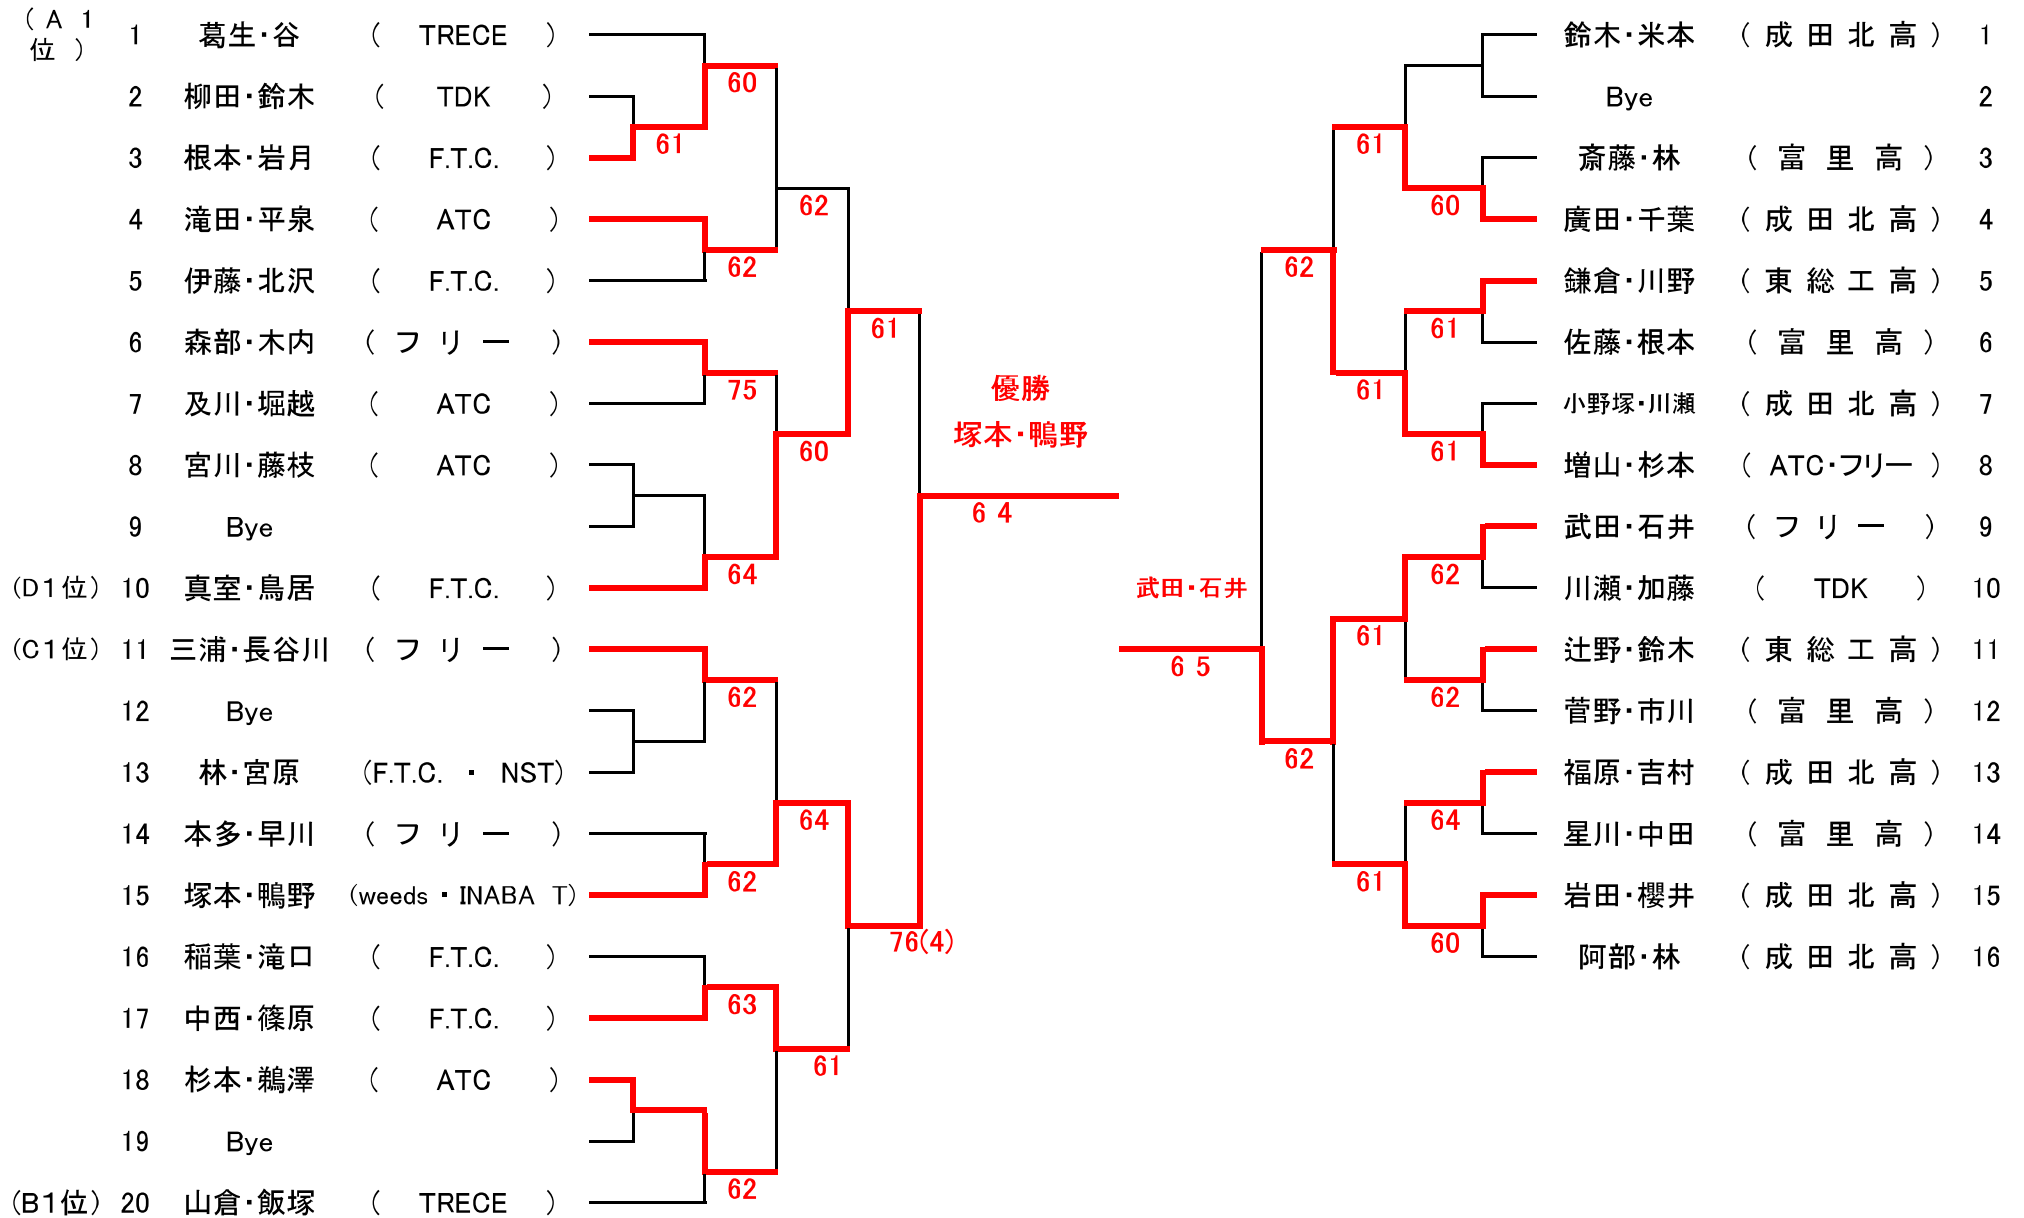 (A 1位) 1 葛生・谷 ( TRECE )
60
2 柳田・鈴木 ( TDK )
61
3 根本・岩月 ( F.T.C. )
62
4 滝田・平泉 ( ATC )
62
5 伊藤・北沢 ( F.T.C. )
61
6 森部・木内 ( フリー )
75
7 及川・堀越 ( ATC )
60
8 宮川・藤枝 ( ATC )
9 Bye
64
(D1位) 10 真室・鳥居 ( F.T.C. )
(C1位) 11 三浦・長谷川 ( フリー )
62
12 Bye
13 林・宮原 (F.T.C. ・ NST)
64
14 本多・早川 ( フリー )
62
15 塚本・鴨野 (weeds ・ INABA T)
76(4)
16 稲葉・滝口 ( F.T.C. )
63
17 中西・篠原 ( F.T.C. )
61
18 杉本・鵜澤 ( ATC )
19 Bye
62
(B1位) 20 山倉・飯塚 ( TRECE )
優勝
塚本・鴨野
6 4
武田・石井
6 5
鈴木・米本 ( 成田北高 ) 1
Bye 2
61
斎藤・林 ( 富里高 ) 3
60
廣田・千葉 ( 成田北高 ) 4
62
鎌倉・川野 ( 東総工高 ) 5
61
佐藤・根本 ( 富里高 ) 6
61
小野塚・川瀬 ( 成田北高 ) 7
61
増山・杉本 ( ATC・フリー ) 8
武田・石井 ( フリー ) 9
62
川瀬・加藤 ( TDK ) 10
61
辻野・鈴木 ( 東総工高 ) 11
62
菅野・市川 ( 富里高 ) 12
62
福原・吉村 ( 成田北高 ) 13
64
星川・中田 ( 富里高 ) 14
61
岩田・櫻井 ( 成田北高 ) 15
60
阿部・林 ( 成田北高 ) 16